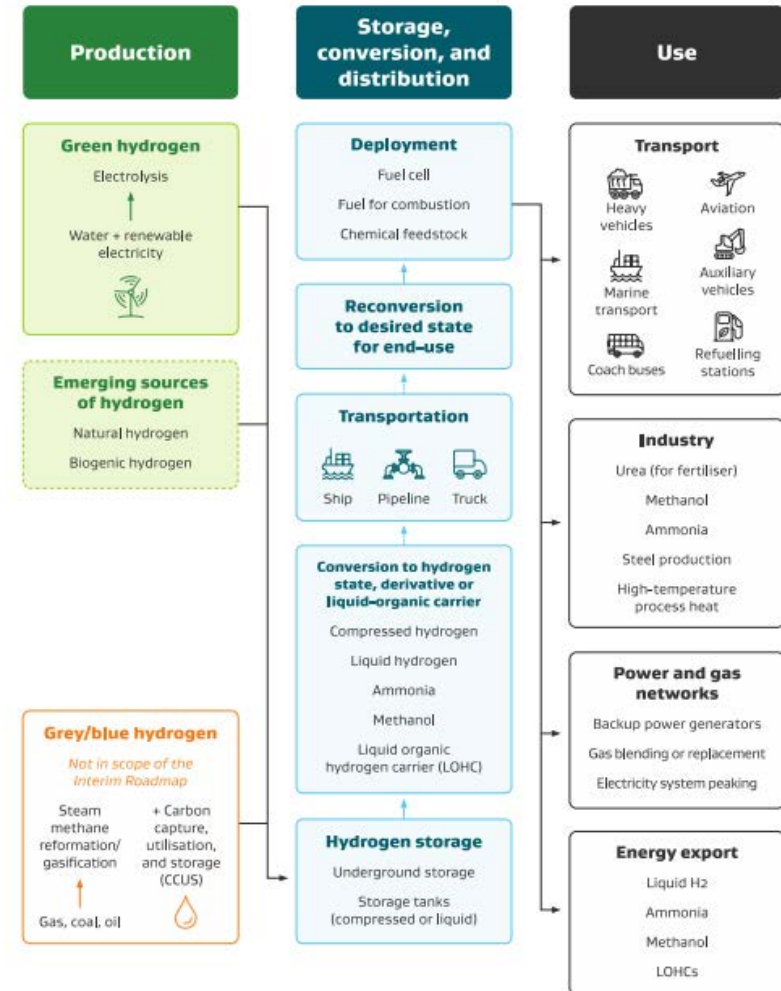 Production
Green hydrogen
Electrolysis
Water + renewable
electricity
Emerging sources
of hydrogen
Natural hydrogen
Biogenic hydrogen
Grey/blue hydrogen
Not in scope of the
Interim Roadmap
Steam
methane
reformation/
gasification
Gas, coal, oil
+ Carbon
capture,
utilisation,
and storage
(CCUS)
Storage,
conversion, and
distribution
Deployment
Fuel cell
Fuel for combustion
Chemical feedstock
Reconversion
to desired state
for end-use
Transportation
Ship
Pipeline
Truck
Conversion to hydrogen
state, derivative or
liquid-organic carrier
Compressed hydrogen
Liquid hydrogen
Ammonia
Methanol
Liquid organic
hydrogen carrier (LOHC)
Hydrogen storage
Underground storage
Storage tanks
(compressed or liquid)
Use
Transport
Heavy
vehicles
Aviation
Marine
transport
Auxiliary
vehicles
Coach buses
Refuelling
stations
Industry
Urea (for fertiliser)
Methanol
Ammonia
Steel production
High-temperature
process heat
Power and gas
networks
Backup power generators
Gas blending or replacement
Electricity system peaking
Energy export
Liquid H2
Ammonia
Methanol
LOHCs